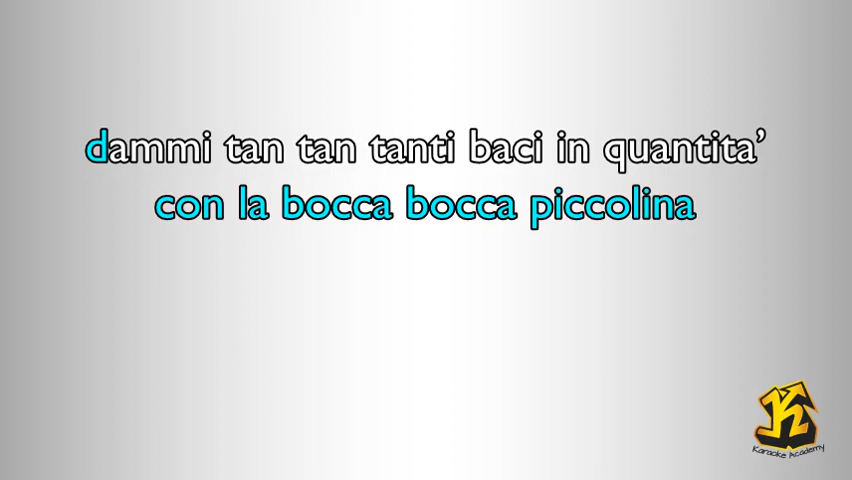 dammi tan tan tanti baci in quantita’
con la bocca bocca piccolina
K
Karaoke Academy